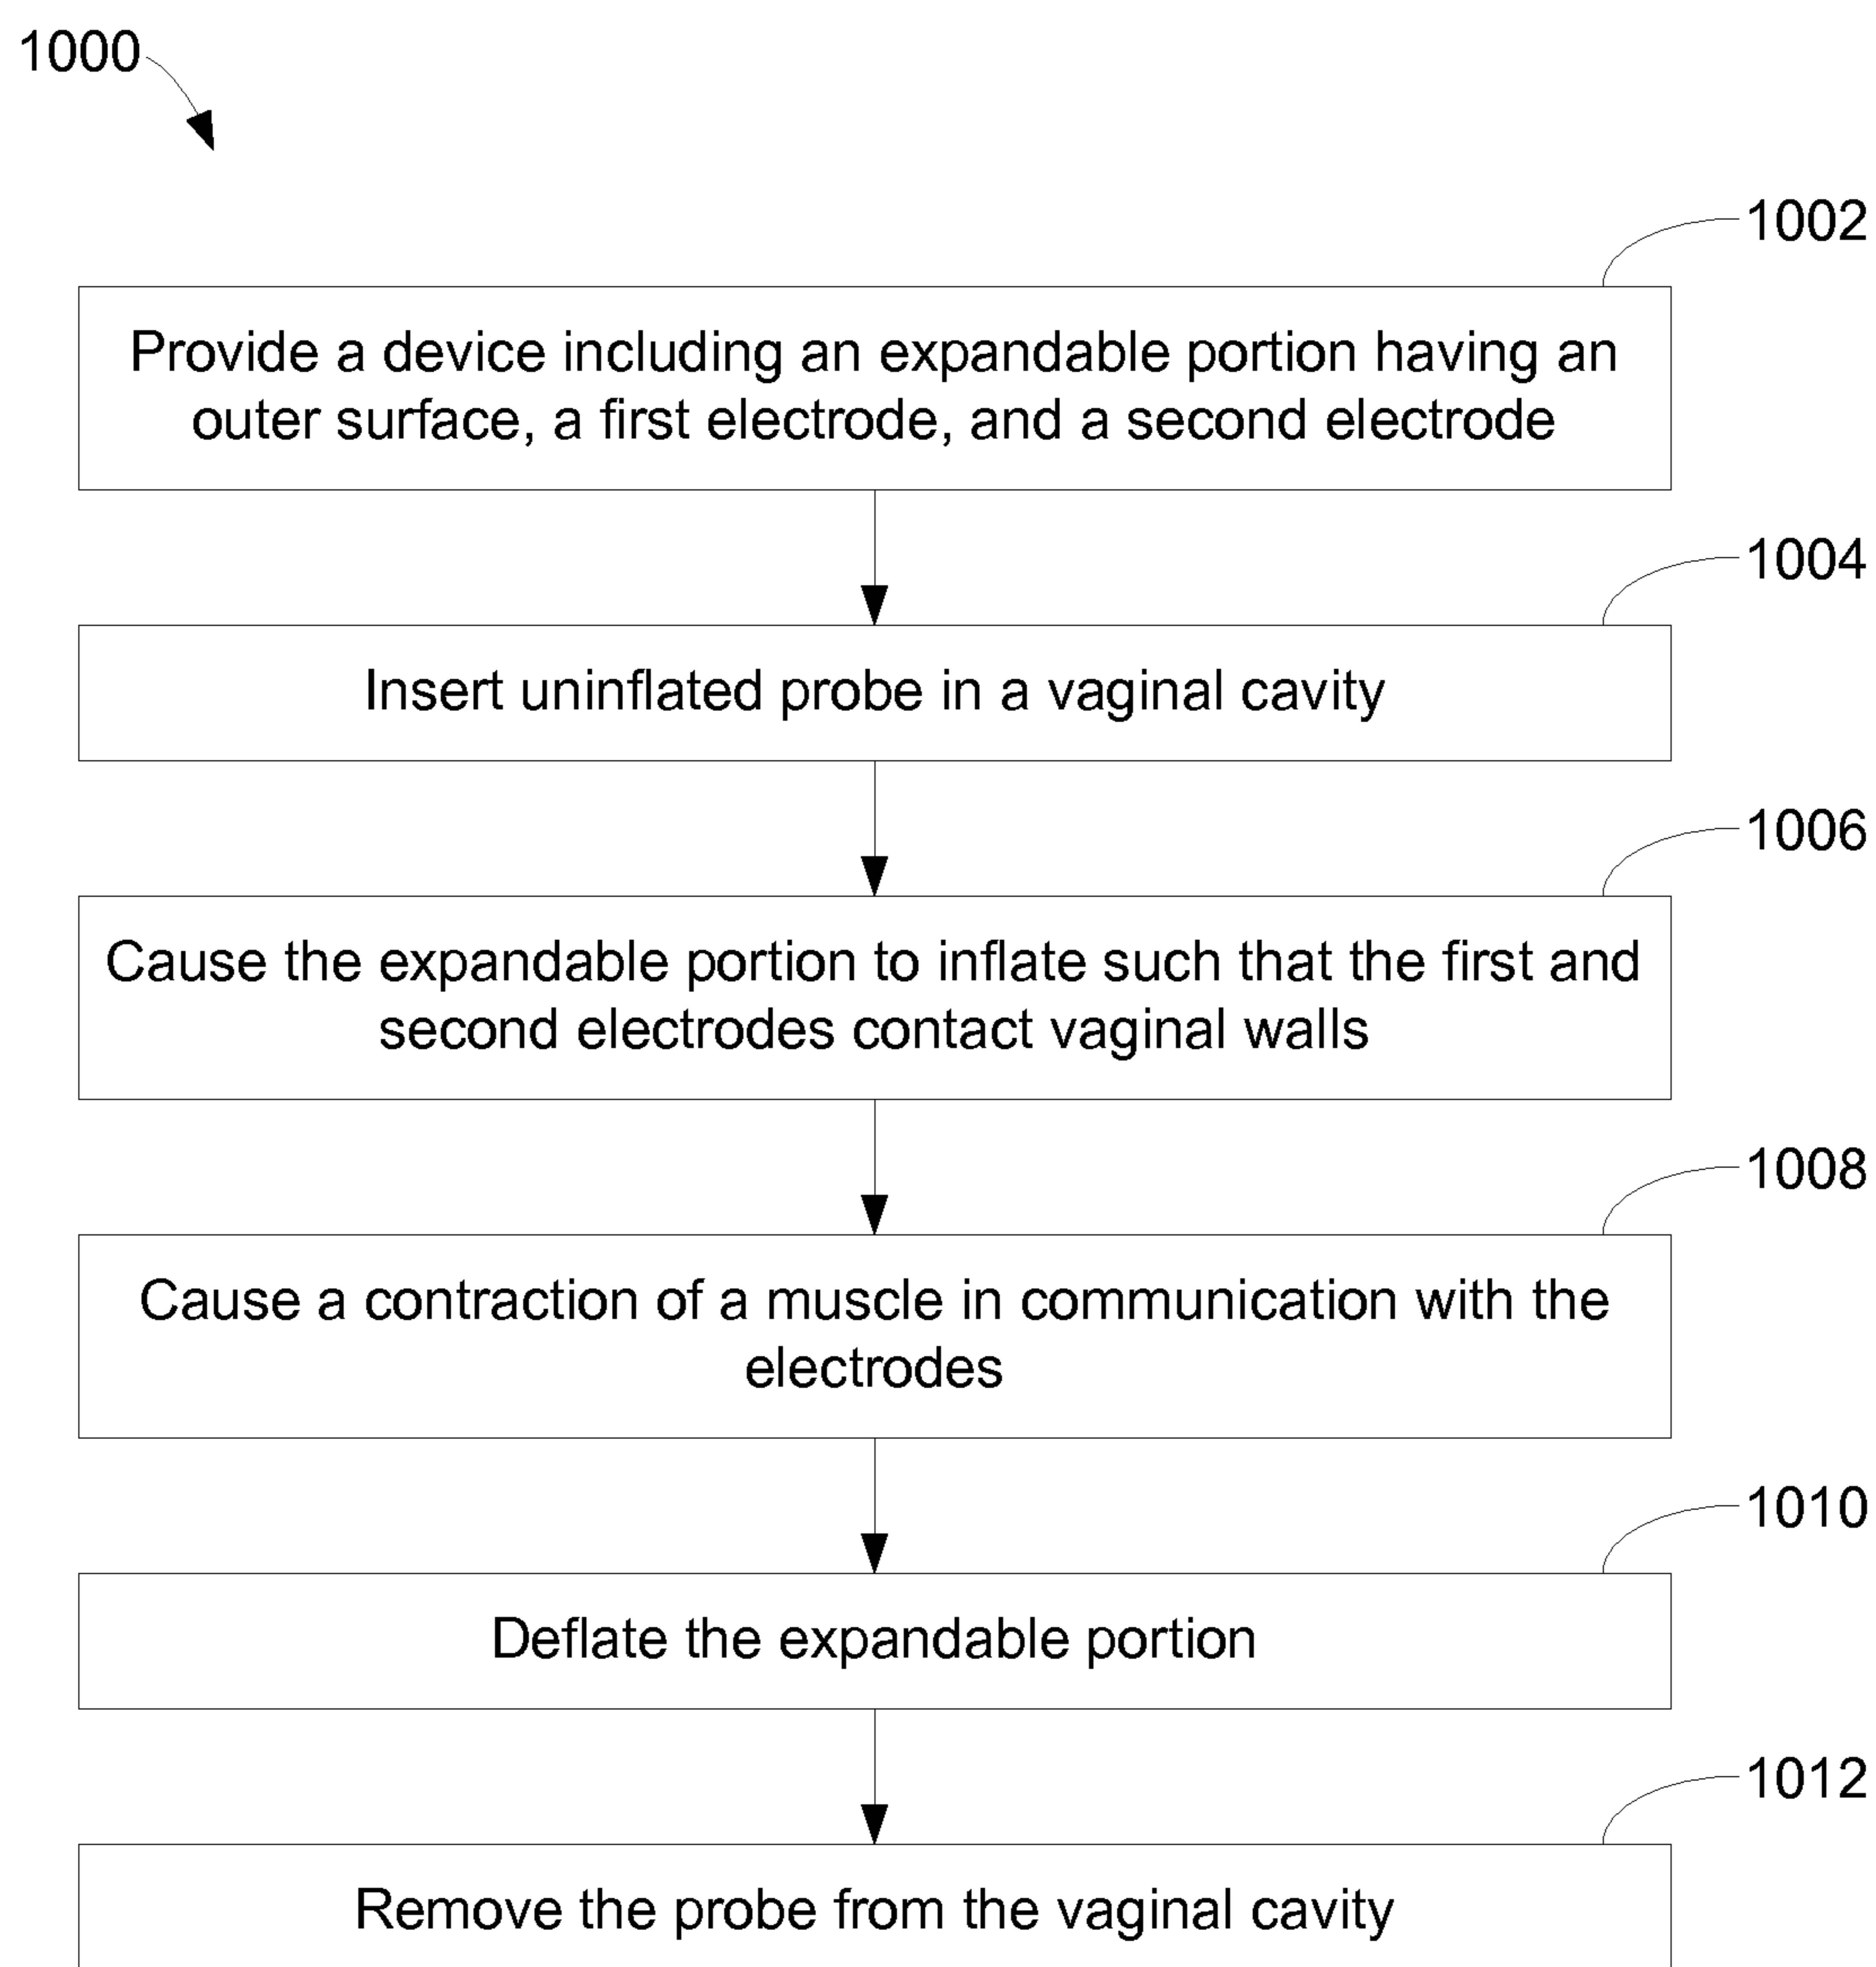 1000
1002
Provide a device including an expandable portion having an
outer surface, a first electrode, and a second electrode
1004
Insert uninflated probe in a vaginal cavity
1006
Cause the expandable portion to inflate such that the first and
second electrodes contact vaginal walls
1008
Cause a contraction of a muscle in communication with the
electrodes
1010
Deflate the expandable portion
1012
Remove the probe from the vaginal cavity